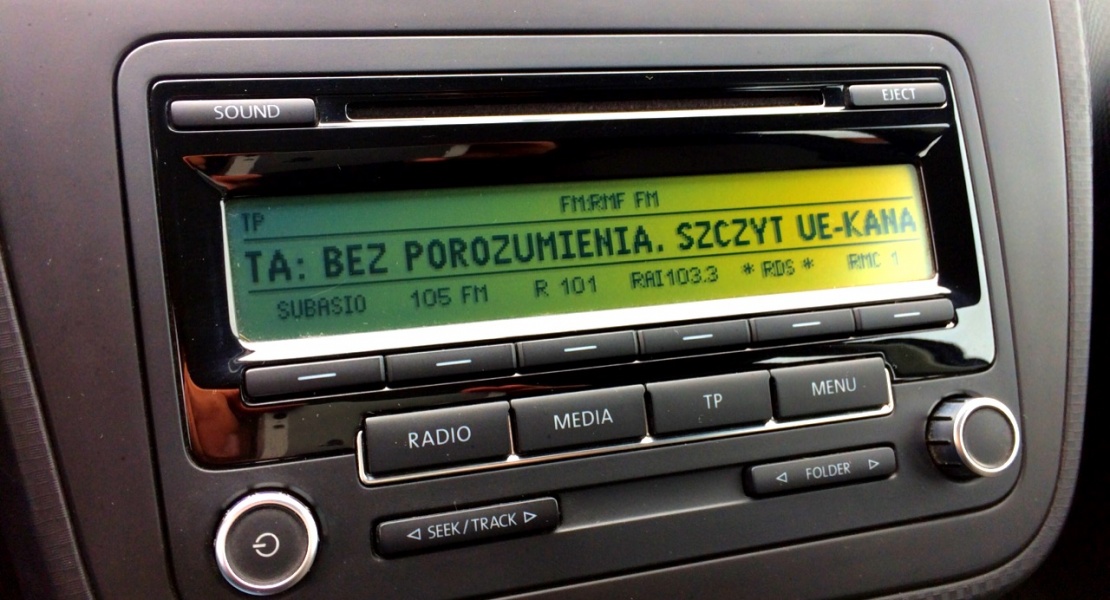 SOUND
EJECT
TP
FM:RMF FM
TA: BEZ POROZUMIENIA. SZCZYT UE-KANA
SUBASIO 105 FM R 101 RAI103.3 * RDS * RMC 1
RADIO
MEDIA
TP
MENU
FOLDER
SEEK/TRACK